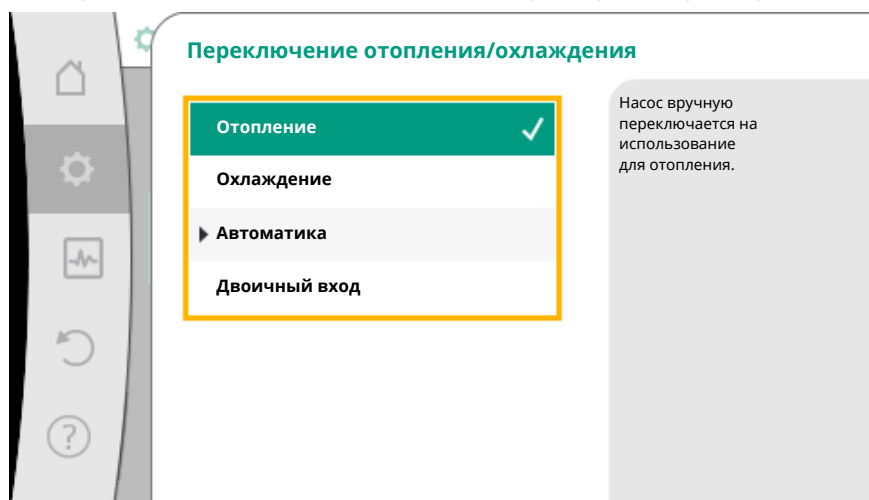 Переключение отопления/охлаждения
Отопление
Охлаждение
Автоматика
Двоичный вход
Насос вручную
переключается на
использование
для отопления.
?